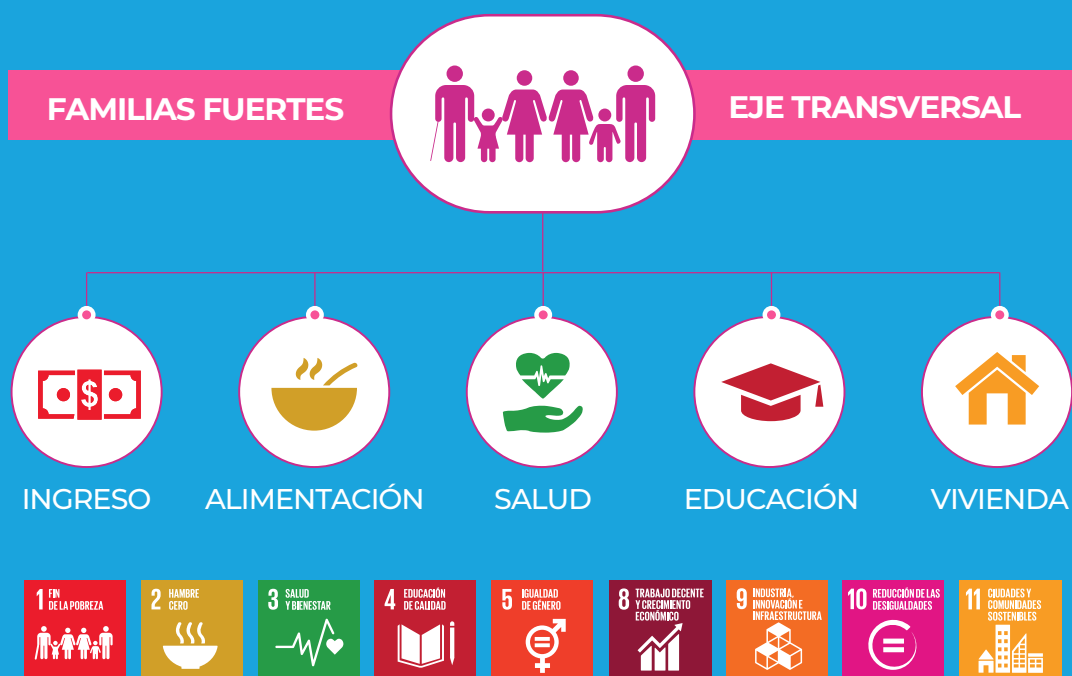 FAMILIAS FUERTES
EJE TRANSVERSAL
$
INGRESO
ALIMENTACIÓN
SALUD
EDUCACIÓN
VIVIENDA
1 FIN
DE LA POBREZA
2 HAMBRE
CERO
3 SALUD
Y BIENESTAR
4 EDUCACIÓN
DE CALIDAD
5 IGUALDAD
DE GÉNERO
8 TRABAJO DECENTE
Y CRECIMIENTO
ECONÓMICO
9 INDUSTRIA,
INNOVACIÓN E
INFRAESTRUCTURA
10 REDUCCIÓN DE LAS
DESIGUALDADES
11 CIUDADES Y
COMUNIDADES
SOSTENIBLES